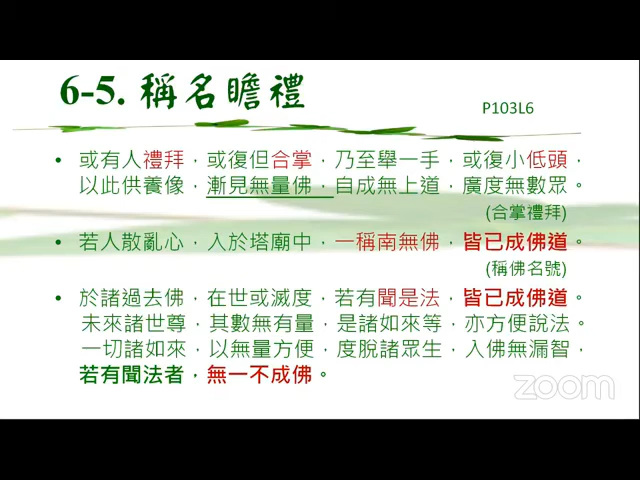 6-5. 稱名瞻禮
P103L6
• 或有人禮拜，或復但合掌，乃至舉一手，或復小低頭，
以此供養像，漸見無量佛，自成無上道，廣度無數眾。
(合掌禮拜)
• 若人散亂心，入於塔廟中，一稱南無佛，皆已成佛道。
(稱佛名號)
• 於諸過去佛，在世或滅度，若有聞是法，皆已成佛道。
未來諸世尊，其數無有量，是諸如來等，亦方便說法。
一切諸如來，以無量方便，度脫諸眾生，入佛無漏智，
若有聞法者，無一不成佛。
zoom